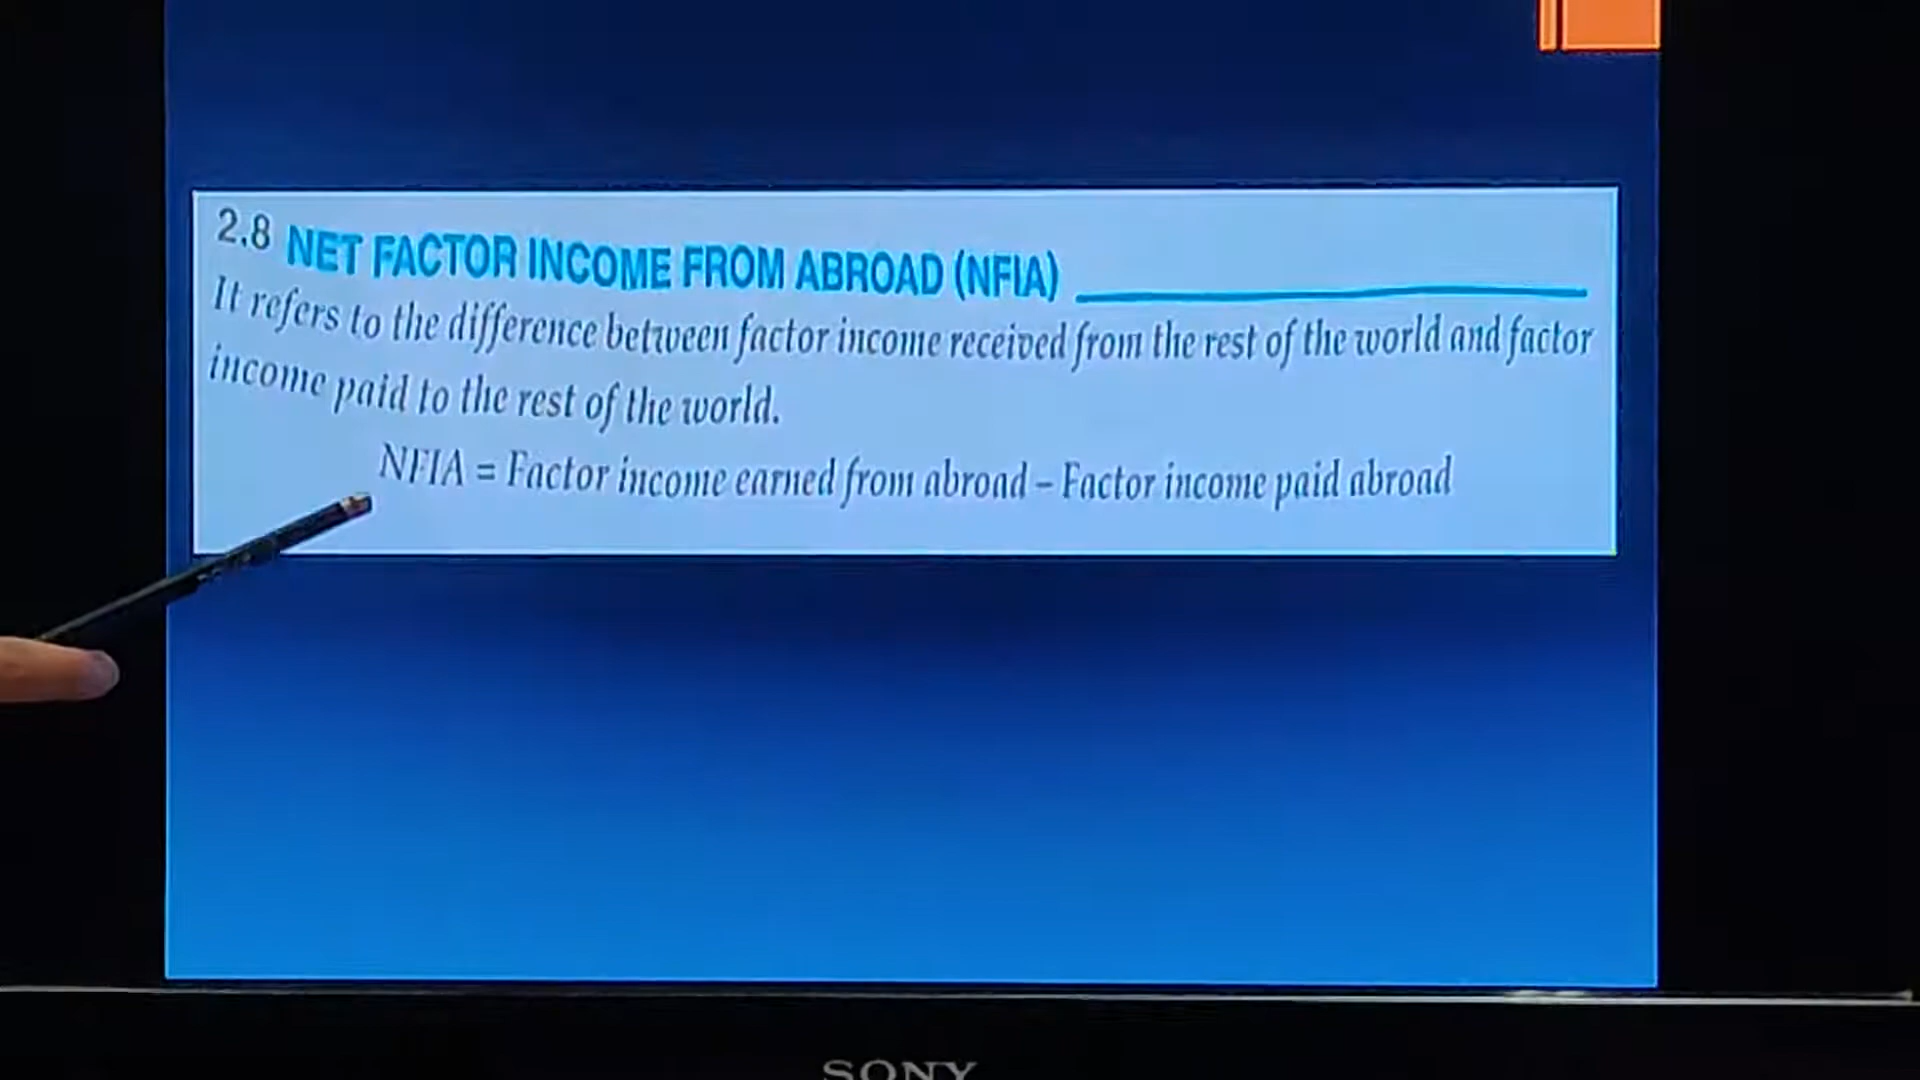 2.8 NET FACTOR INCOME FROM ABROAD (NFIA)
It refers to the difference between factor income received from the rest of the world and factor
income paid to the rest of the world.
NFIA = Factor income earned from abroad – Factor income paid abroad
SONY